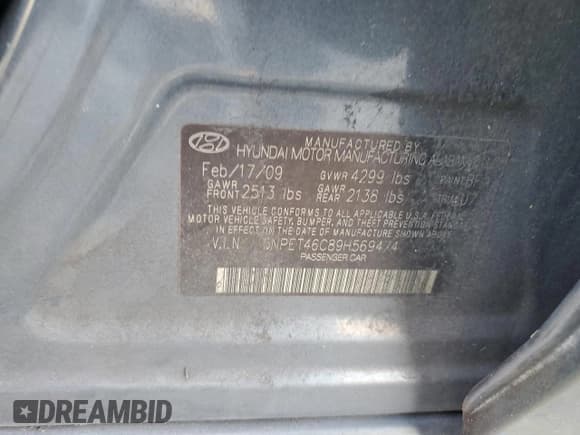 MANUFACTURED BY
HYUNDAI MOTOR MANUFACTURING ALABAMA
Feb/17/09 GVWR 4299 lbs PAINT
GAWR FRONT 2513 lbs GAWR REAR 2138 lbs
THIS VEHICLE CONFORMS TO ALL APPLICABLE FEDERAL
MOTOR VEHICLE SAFETY, BUMPER, AND THEFT PREVENTION
IN EFFECT ON THE DATE OF MANUFACTURE
V.I.N.
PASSENGER CAR
DREAMBID